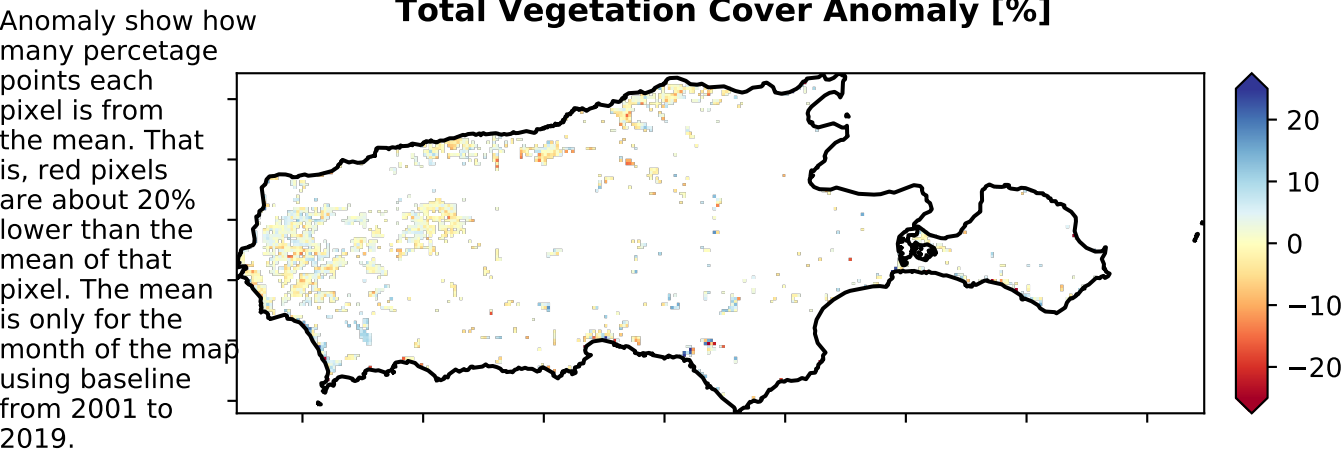 Total Vegetation Cover Anomaly [%]
Anomaly show how
many percetage
points each
pixel is from
the mean. That
is, red pixels
are about 20%
lower than the
mean of that
pixel. The mean
is only for the
month of the map
using baseline
from 2001 to
2019.
20
10
0
−10
−20